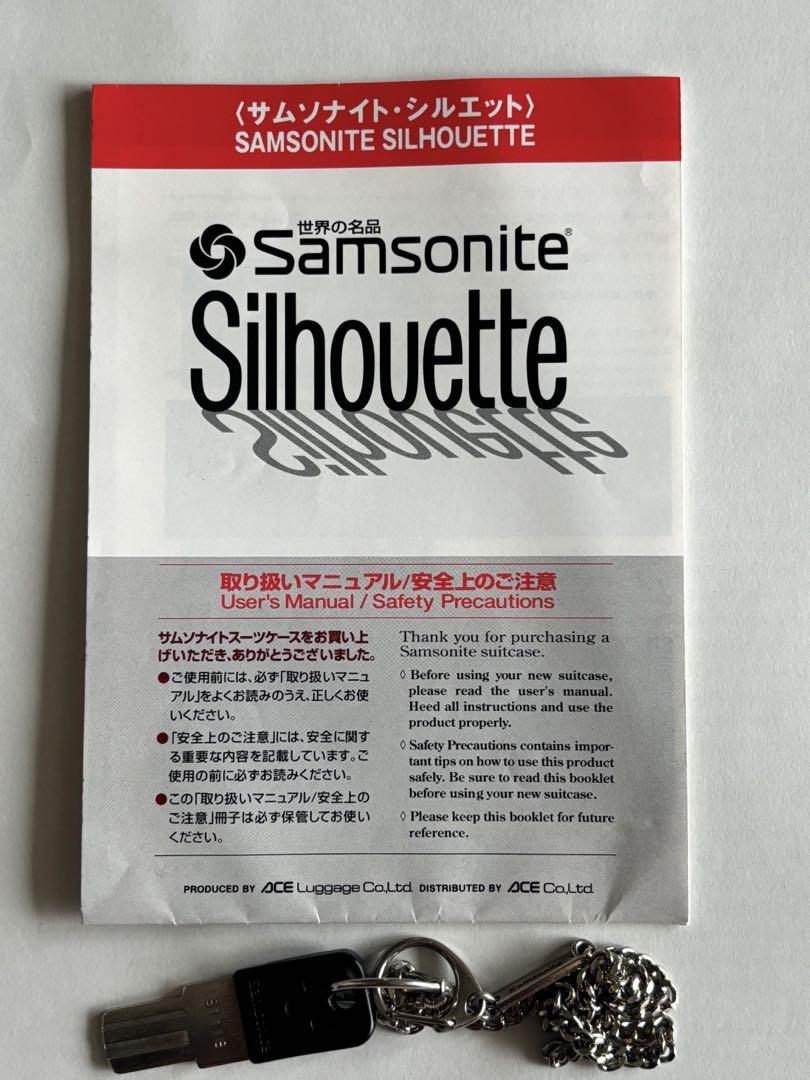 〈サムソナイト・シルエット〉
SAMSONITE SILHOUETTE
世界の名品
Samsonite®
Silhouette
取り扱いマニュアル/安全上のご注意
User's Manual / Safety Precautions
サムソナイトスーツケースをお買い上
げいただき、ありがとうございました。
●ご使用前には、必ず「取り扱いマニュ
アル」をよくお読みのうえ、正しくお使
いください。
●「安全上のご注意」には、安全に関す
る重要な内容を記載しています。ご
使用の前に必ずお読みください。
●この「取り扱いマニュアル/安全上の
ご注意」冊子は必ず保管してお使い
ください。
Thank you for purchasing a
Samsonite suitcase.
◊ Before using your new suitcase,
please read the user's manual.
Heed all instructions and use the
product properly.
◊ Safety Precautions contains impor-
tant tips on how to use this product
safely. Be sure to read this booklet
before using your new suitcase.
◊ Please keep this booklet for future
reference.
PRODUCED BY ACE Luggage Co.,Ltd. DISTRIBUTED BY ACE Co.,Ltd.
Samsonite